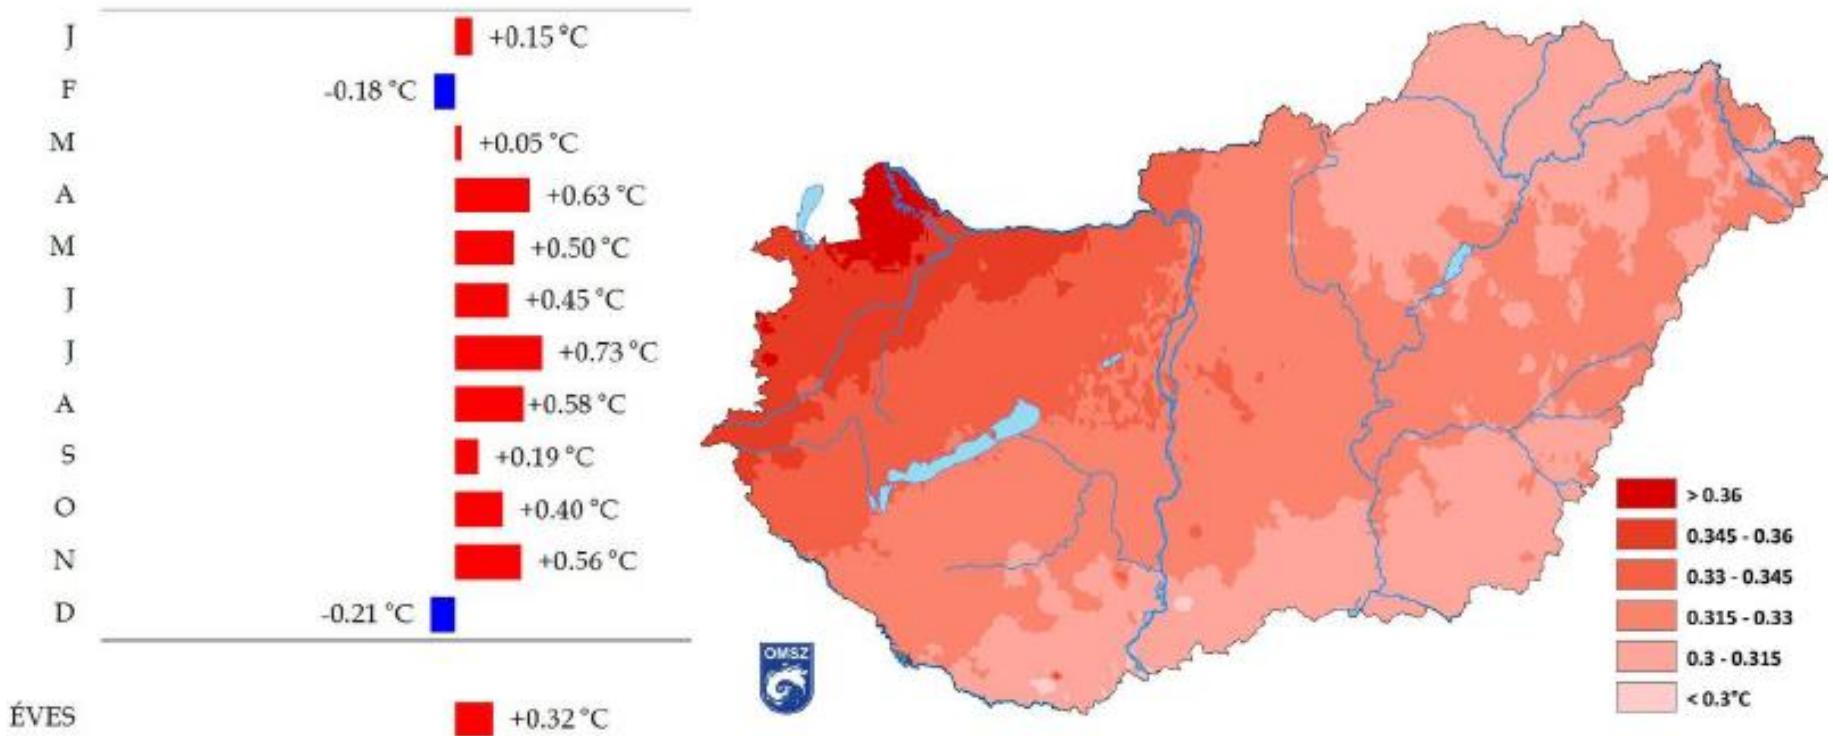 J +0.15 °C
F -0.18 °C
M +0.05 °C
A +0.63 °C
M +0.50 °C
J +0.45 °C
J +0.73 °C
A +0.58 °C
S +0.19 °C
O +0.40 °C
N +0.56 °C
D -0.21 °C
ÉVES +0.32 °C
> 0.36
0.345 - 0.36
0.33 - 0.345
0.315 - 0.33
0.3 - 0.315
< 0.3°C
OMSZ